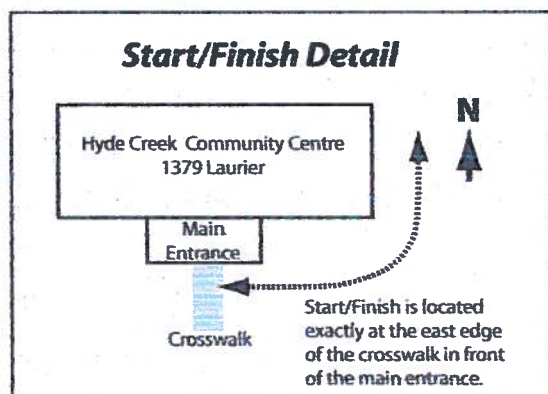 Start/Finish Detail
Hyde Creek Community Centre
1379 Laurier
N
Main
Entrance
Crosswalk
Start/Finish is located
exactly at the east edge
of the crosswalk in front
of the main entrance.